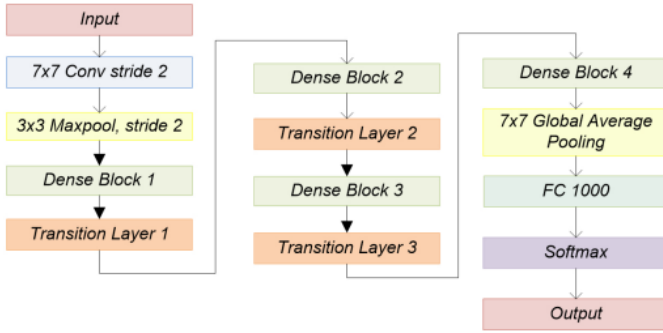 Input
7x7 Conv stride 2
3x3 Maxpool, stride 2
Dense Block 1
Transition Layer 1
Dense Block 2
Transition Layer 2
Dense Block 3
Transition Layer 3
Dense Block 4
7x7 Global Average
Pooling
FC 1000
Softmax
Output